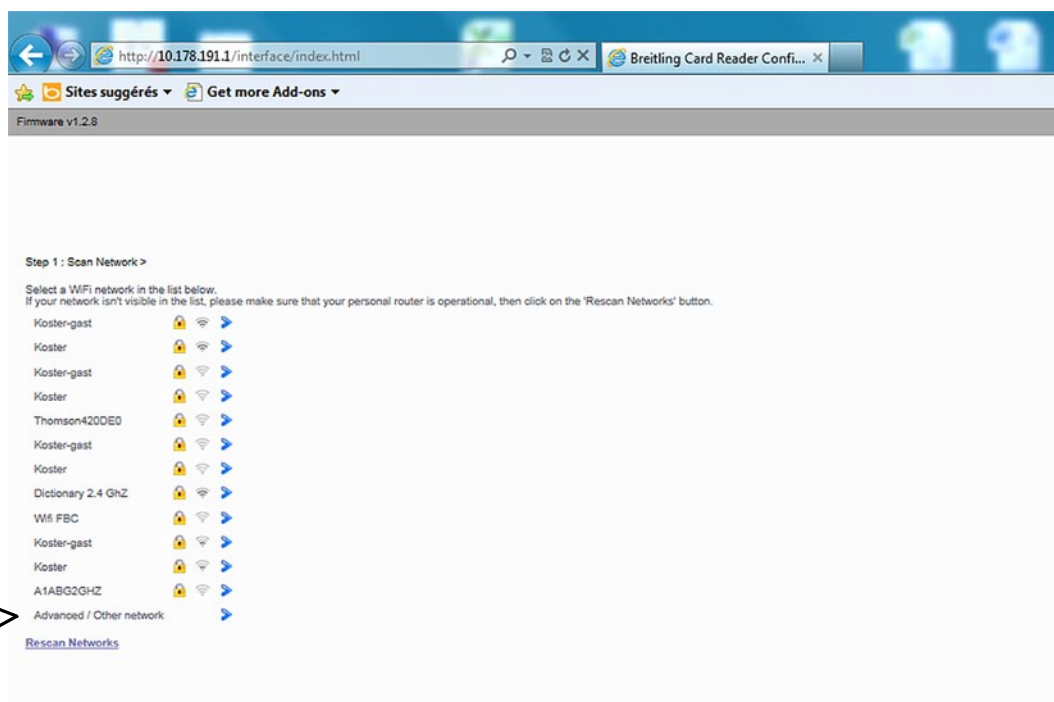 http://10.178.191.1/interface/index.html
Breitling Card Reader Confi...
Sites suggérés
Get more Add-ons
Firmware v1.2.8
Step 1 : Scan Network >
Select a WiFi network in the list below.
If your network isn't visible in the list, please make sure that your personal router is operational, then click on the 'Rescan Networks' button.
Koster-gast
Koster
Koster-gast
Koster
Thomson420DE0
Koster-gast
Koster
Dictionary 2.4 GhZ
Wifi FBC
Koster-gast
Koster
A1ABG2GHZ
Advanced / Other network
Rescan Networks